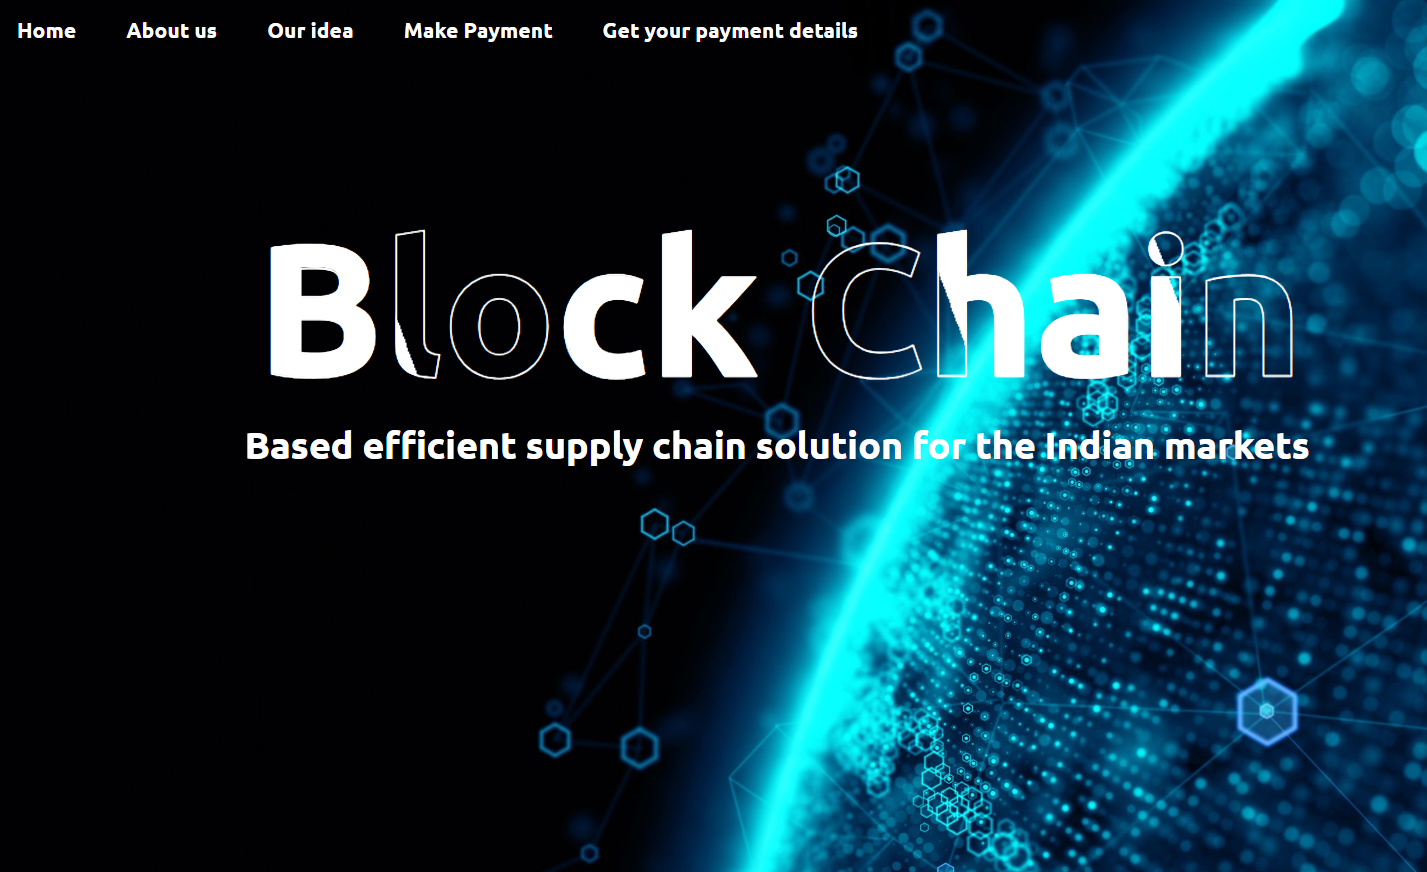 Home About us Our idea Make Payment Get your payment details
Block Chain
Based efficient supply chain solution for the Indian markets